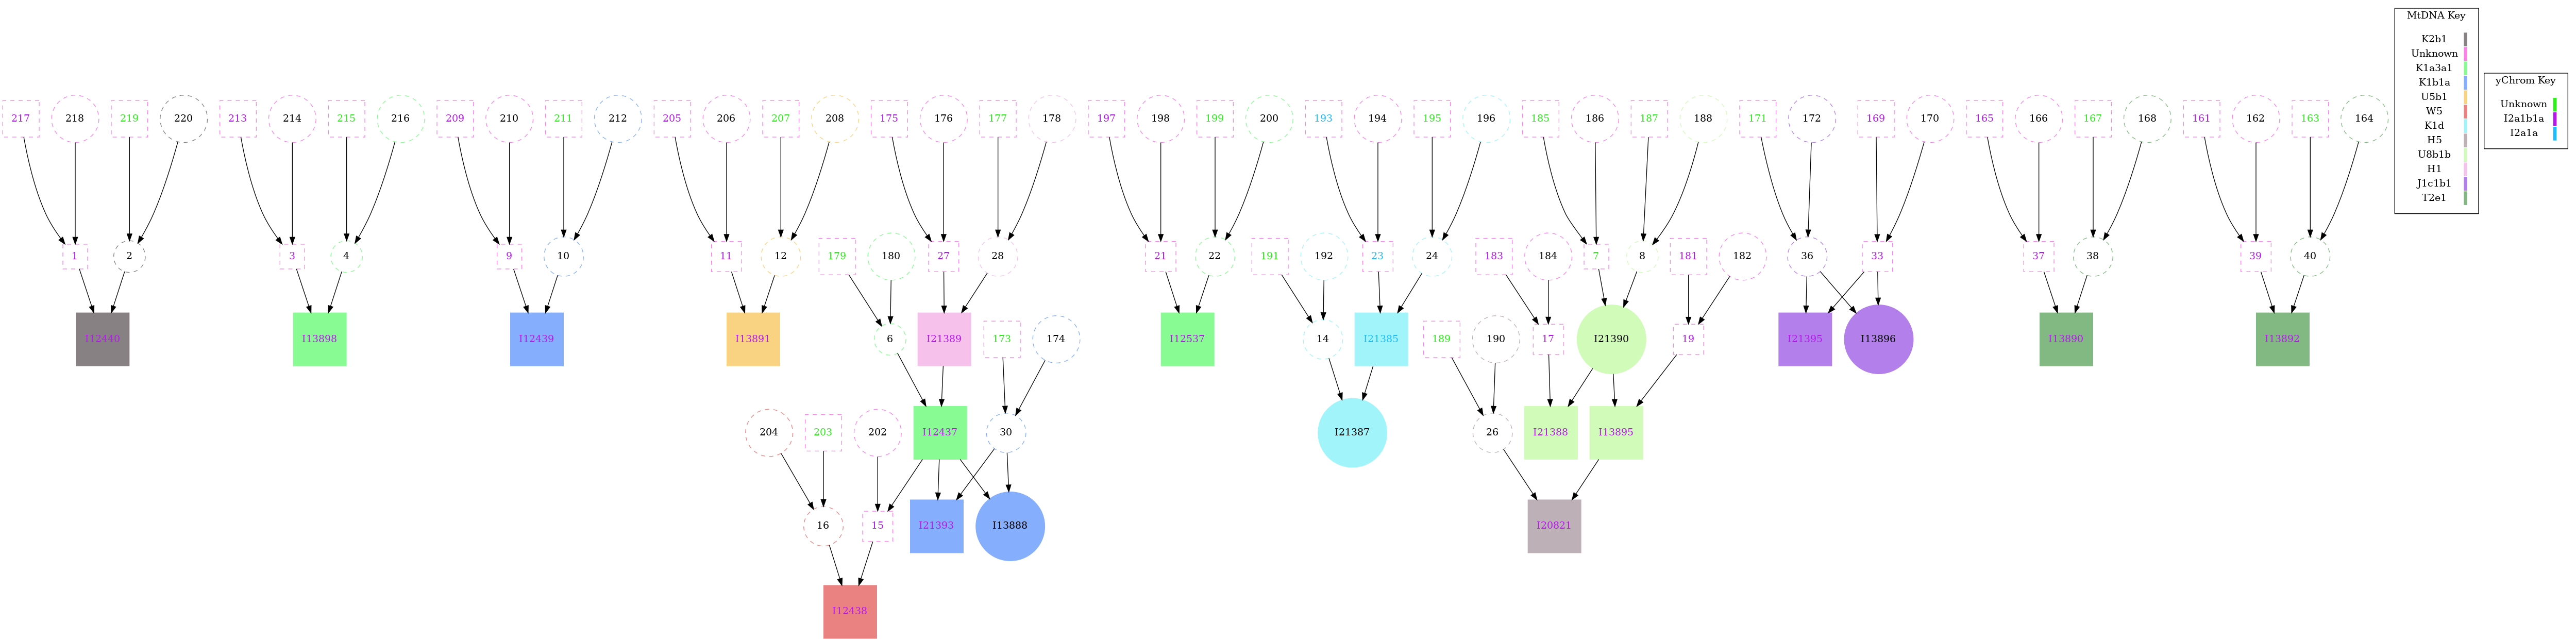 MtDNA Key
K2b1
Unknown
K1a3a1
K1b1a
U5b1
W5
K1d
H5
U8b1b
H1
J1c1b1
T2e1
yChrom Key
Unknown
I2a1b1a
I2a1a
217 218 219 220 213 214 215 216 209 210 211 212 205 206 207 208 175 176 177 178 197 198 199 200 193 194 195 196 185 186 187 188 171 172 169 170 165 166 167 168 161 162 163 164
1 2 3 4 9 10 11 12 179 180 27 28 21 22 191 192 23 24 183 184 7 8 181 182 36 33 37 38 39 40
I12440 I13898 I12439 I13891 6 I21389 173 174 I12537 14 I21385 189 190 17 I21390 19 I21395 I13896 I13890 I13892
204 203 202 I12437 30 I21387 26 I21388 I13895
16 15 I21393 I13888 I20821
I12438